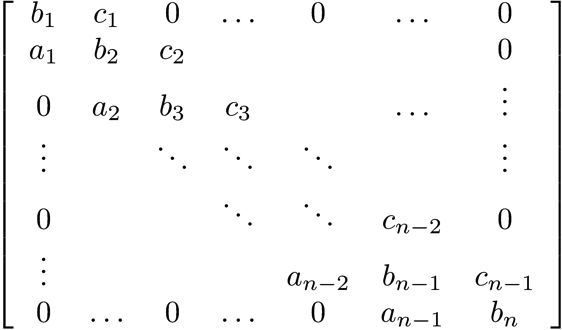 b₁ c₁ 0 … 0 … 0
a₁ b₂ c₂ 0
0 a₂ b₃ c₃ … ⋮
⋮ ⋱ ⋱ ⋱ ⋮
0 ⋱ ⋱ cₙ₋₂ 0
⋮ aₙ₋₂ bₙ₋₁ cₙ₋₁
0 … 0 … 0 aₙ₋₁ bₙ